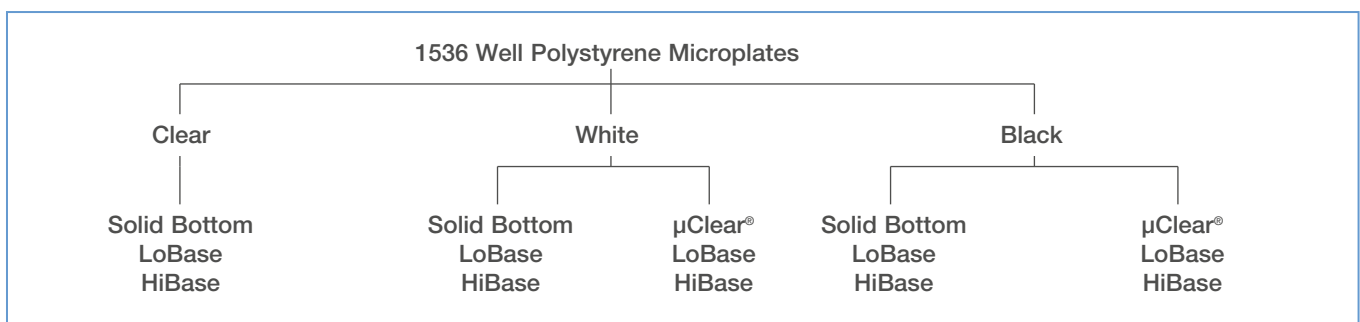 1536 Well Polystyrene Microplates
Clear
White
Black
Solid Bottom
LoBase
HiBase
Solid Bottom
LoBase
HiBase
µClear®
LoBase
HiBase
Solid Bottom
LoBase
HiBase
µClear®
LoBase
HiBase